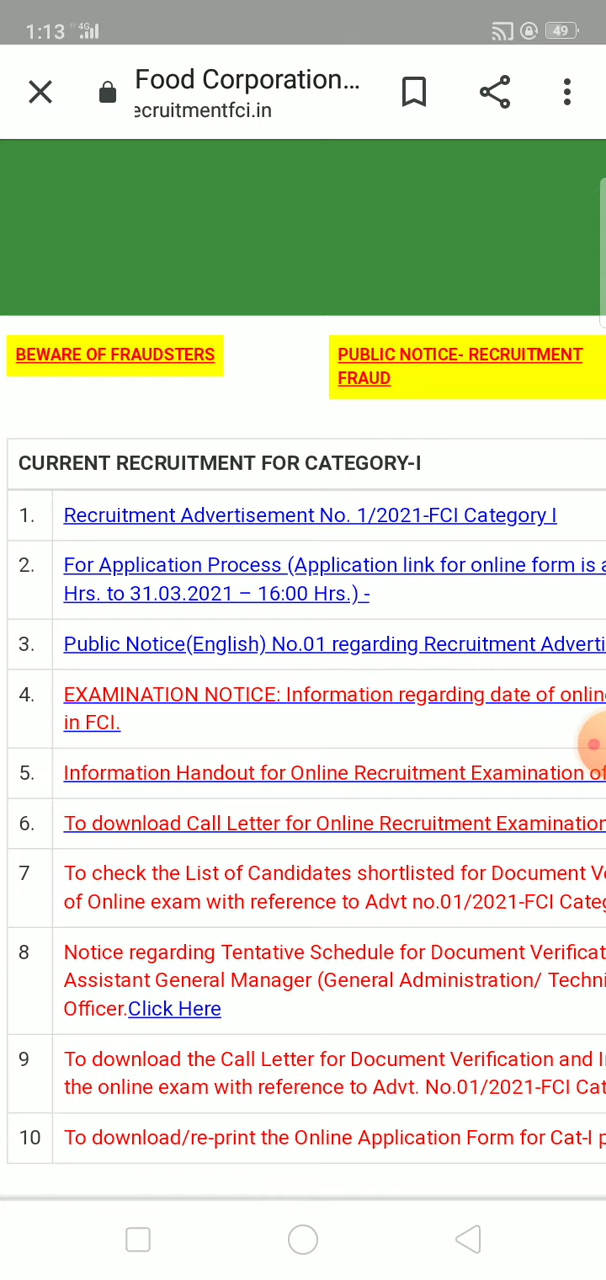 1:13 4G 49
Food Corporation...
ecruitmentfci.in
BEWARE OF FRAUDSTERS
PUBLIC NOTICE- RECRUITMENT
FRAUD
CURRENT RECRUITMENT FOR CATEGORY-I
1. Recruitment Advertisement No. 1/2021-FCI Category I
2. For Application Process (Application link for online form is
Hrs. to 31.03.2021 – 16:00 Hrs.) -
3. Public Notice(English) No.01 regarding Recruitment Adverti
4. EXAMINATION NOTICE: Information regarding date of onlin
in FCI.
5. Information Handout for Online Recruitment Examination of
6. To download Call Letter for Online Recruitment Examination
7 To check the List of Candidates shortlisted for Document
of Online exam with reference to Advt no.01/2021-FCI Categ
8 Notice regarding Tentative Schedule for Document Verificat
Assistant General Manager (General Administration/ Techni
Officer.Click Here
9 To download the Call Letter for Document Verification and
the online exam with reference to Advt. No.01/2021-FCI Cat
10 To download/re-print the Online Application Form for Cat-I